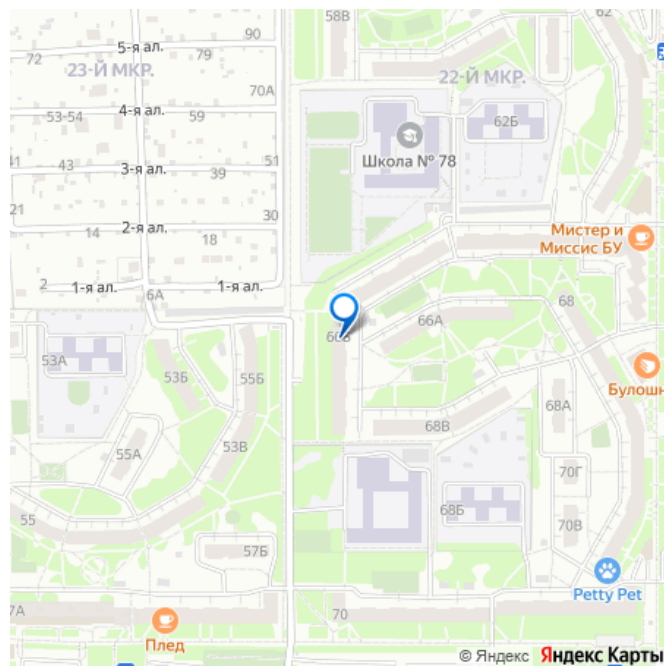 58В
62
90
5-я ал.
79
72
23-Й МКР.
22-Й МКР.
70А
4-я ал.
53-54
59
62Б
Школа № 78
51
3-я ал.
43
41
39
21
30
2-я ал.
14
18
Мистер и
Миссис БУ
2
1-я ал.
1-я ал.
6А
68
66А
53А
53Б
55Б
Булошн
68А
68В
53В
55А
70Г
68Б
55
70В
57Б
Petty Pet
7А
70
Плед
© Яндекс Яндекс Карты